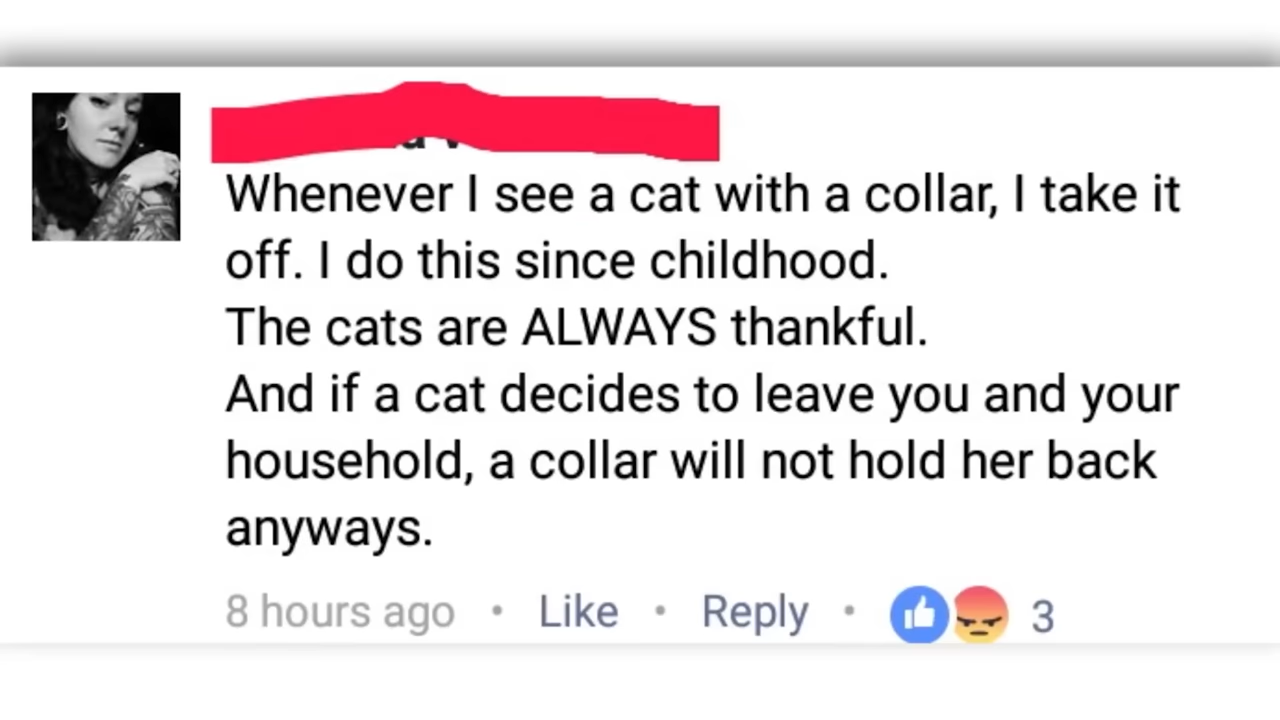 Whenever I see a cat with a collar, I take it
off. I do this since childhood.
The cats are ALWAYS thankful.
And if a cat decides to leave you and your
household, a collar will not hold her back
anyways.
8 hours ago • Like • Reply • 3